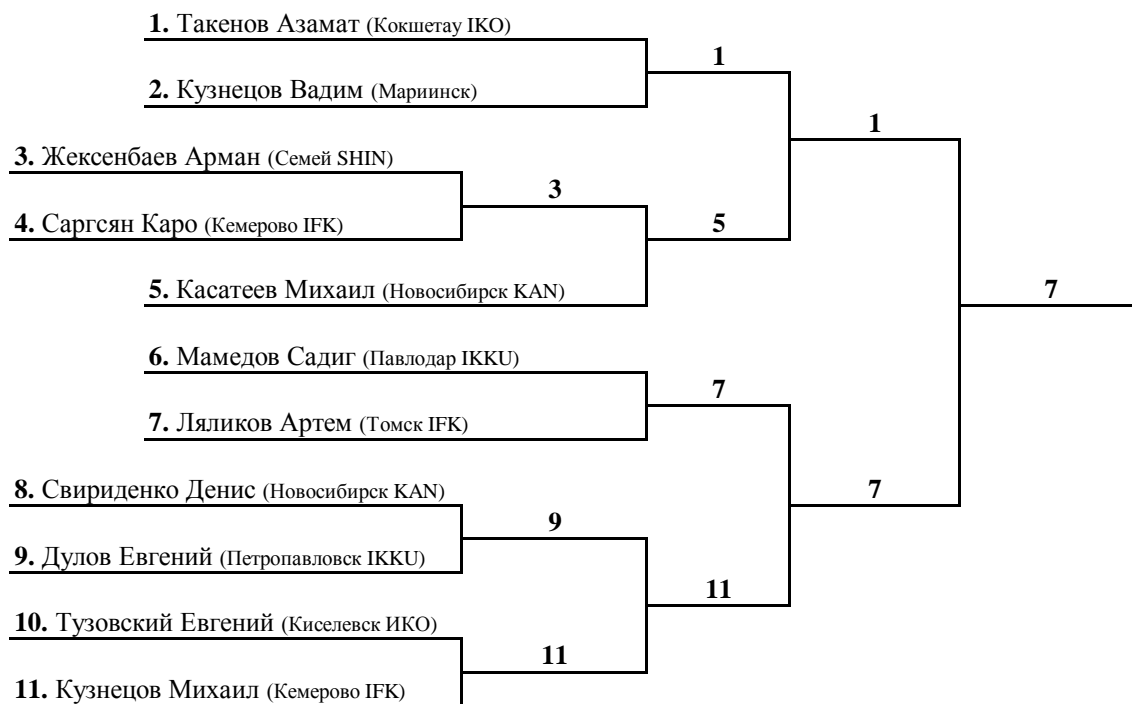 1. Такенов Азамат (Кокшетау IKO)
1
2. Кузнецов Вадим (Мариинск)
1
3. Жексенбаев Арман (Семей SHIN)
3
4. Саргсян Каро (Кемерово IFK)
5
5. Касатеев Михаил (Новосибирск KAN)
7
6. Мамедов Садиг (Павлодар IKKU)
7
7. Ляликов Артем (Томск IFK)
8. Свириденко Денис (Новосибирск KAN)
7
9
9. Дулов Евгений (Петропавловск IKKU)
11
10. Тузовский Евгений (Киселевск ИКО)
11
11. Кузнецов Михаил (Кемерово IFK)